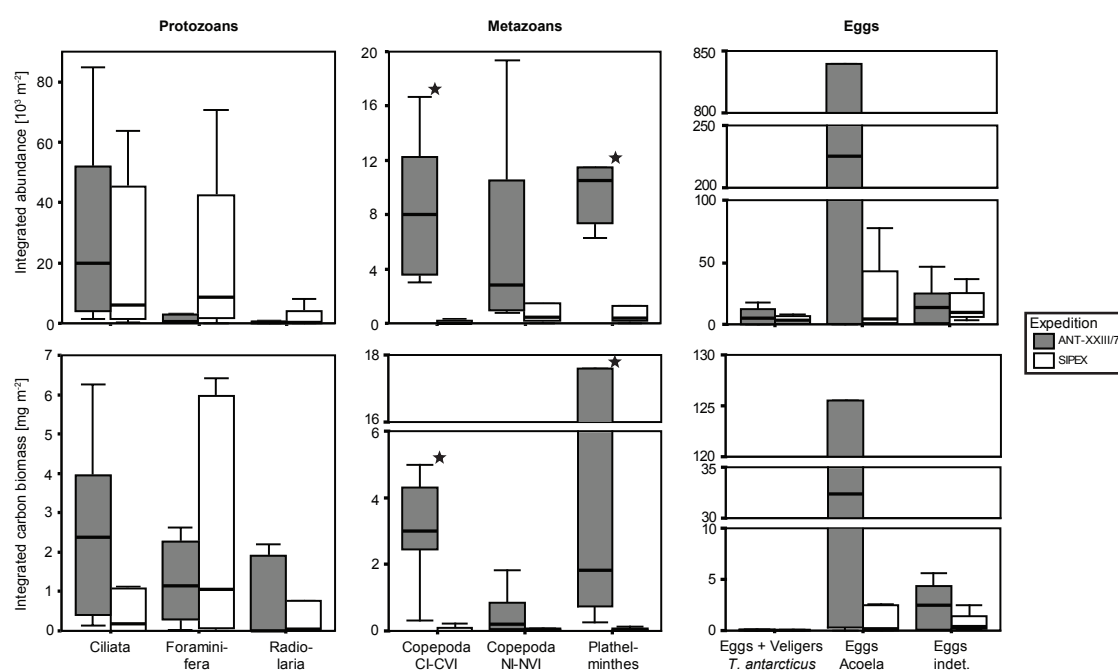 Protozoans
Metazoans
Eggs
Integrated abundance [10³ m⁻²]
80
60
40
20
0
20
16
12
8
4
0
850
800
250
200
100
50
0
Expedition
ANT-XXIII/7
SIPEX
Integrated carbon biomass [mg m⁻²]
7
6
5
4
3
2
1
0
18
16
6
4
2
0
130
125
120
35
30
10
5
0
Ciliata
Foramini-
fera
Radio-
laria
Copepoda
CI-CVI
Copepoda
NI-NVI
Plathel-
minthes
Eggs + Veligers
T. antarcticus
Eggs
Acoela
Eggs
indet.